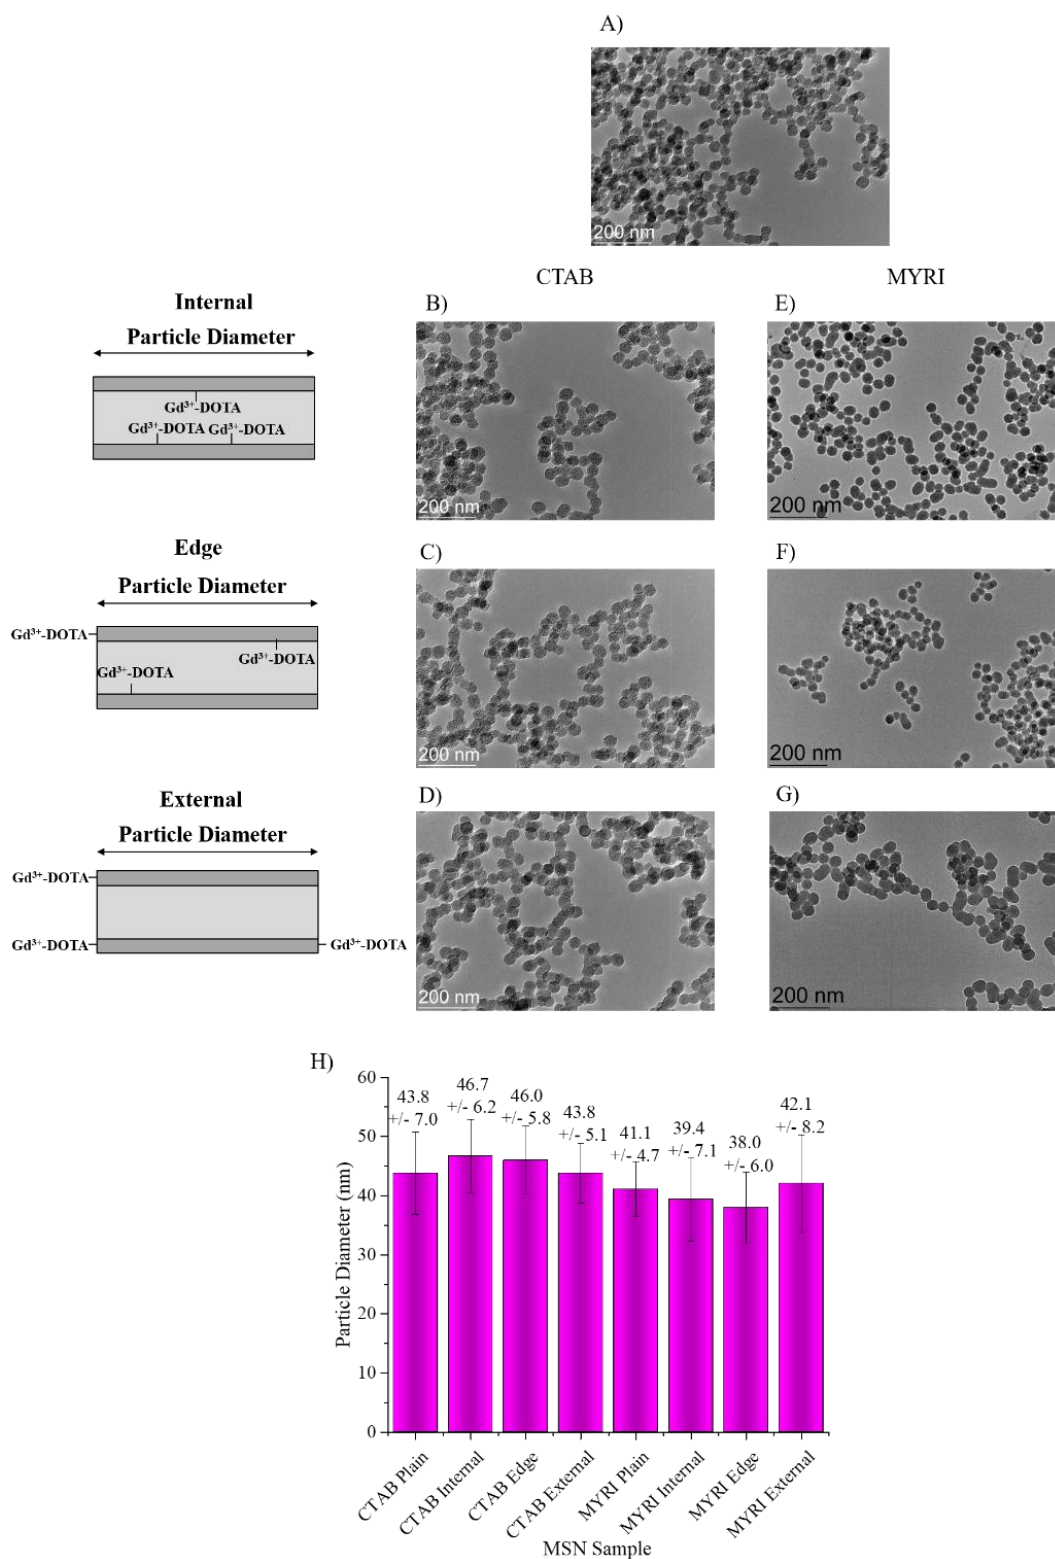 A)
200 nm
CTAB
MYRI
Internal
Particle Diameter
Gd³⁺-DOTA
Gd³⁺-DOTA Gd³⁺-DOTA
B)
200 nm
E)
200 nm
Edge
Particle Diameter
Gd³⁺-DOTA
Gd³⁺-DOTA
Gd³⁺-DOTA
C)
200 nm
F)
200 nm
External
Particle Diameter
Gd³⁺-DOTA
Gd³⁺-DOTA
Gd³⁺-DOTA
D)
200 nm
G)
200 nm
H)
Particle Diameter (nm)
60
50
40
30
20
10
0
43.8
+/- 7.0
46.7
+/- 6.2
46.0
+/- 5.8
43.8
+/- 5.1
41.1
+/- 4.7
39.4
+/- 7.1
38.0
+/- 6.0
42.1
+/- 8.2
CTAB Plain
CTAB Internal
CTAB Edge
CTAB External
MYRI Plain
MYRI Internal
MYRI Edge
MYRI External
MSN Sample